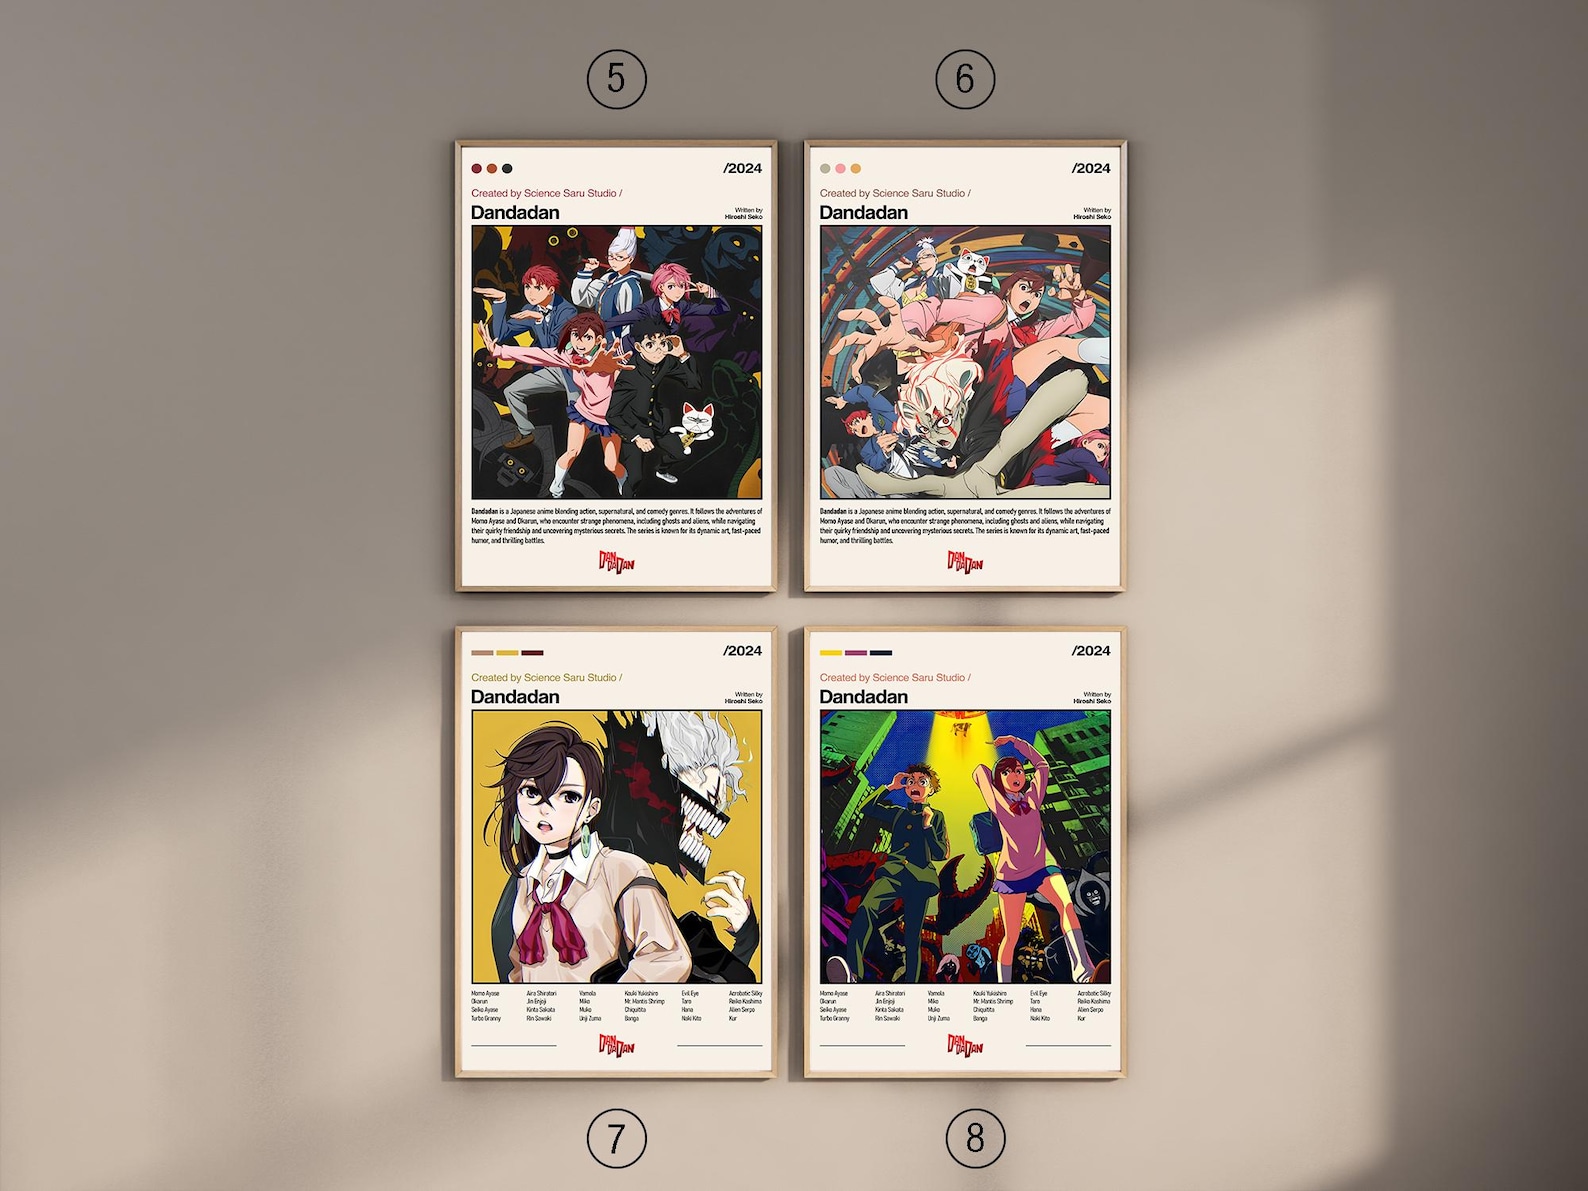 5
6
/2024
Created by Science Saru Studio /
Dandadan
Written by
Hiroshi Seko
Dandadan is a Japanese anime blending action, supernatural, and comedy genres. It follows the adventures of
Momo Ayase and Okarun, who encounter strange phenomena, including ghosts and aliens, while navigating
their quirky friendship and uncovering mysterious secrets. The series is known for its dynamic art, fast-paced
humor, and thrilling battles.
DAN
DA DAN
/2024
Created by Science Saru Studio /
Dandadan
Written by
Hiroshi Seko
Dandadan is a Japanese anime blending action, supernatural, and comedy genres. It follows the adventures of
Momo Ayase and Okarun, who encounter strange phenomena, including ghosts and aliens, while navigating
their quirky friendship and uncovering mysterious secrets. The series is known for its dynamic art, fast-paced
humor, and thrilling battles.
DAN
DA DAN
/2024
Created by Science Saru Studio /
Dandadan
Written by
Hiroshi Seko
Momo Ayase Aira Shiratori Vamola Kouki Yukishiro Evil Eye Acrobatic Silky
Okarun Jin Enjoji Miko Mr. Mantis Shrimp Taro Reiko Kashima
Seiko Ayase Kinta Sakata Muko Chiquitita Hana Alien Serpo
Turbo Granny Rin Sawaki Unji Zuma Banga Naki Kito Kur
DAN
DA DAN
/2024
Created by Science Saru Studio /
Dandadan
Written by
Hiroshi Seko
Momo Ayase Aira Shiratori Vamola Kouki Yukishiro Evil Eye Acrobatic Silky
Okarun Jin Enjoji Miko Mr. Mantis Shrimp Taro Reiko Kashima
Seiko Ayase Kinta Sakata Muko Chiquitita Hana Alien Serpo
Turbo Granny Rin Sawaki Unji Zuma Banga Naki Kito Kur
DAN
DA DAN
7
8